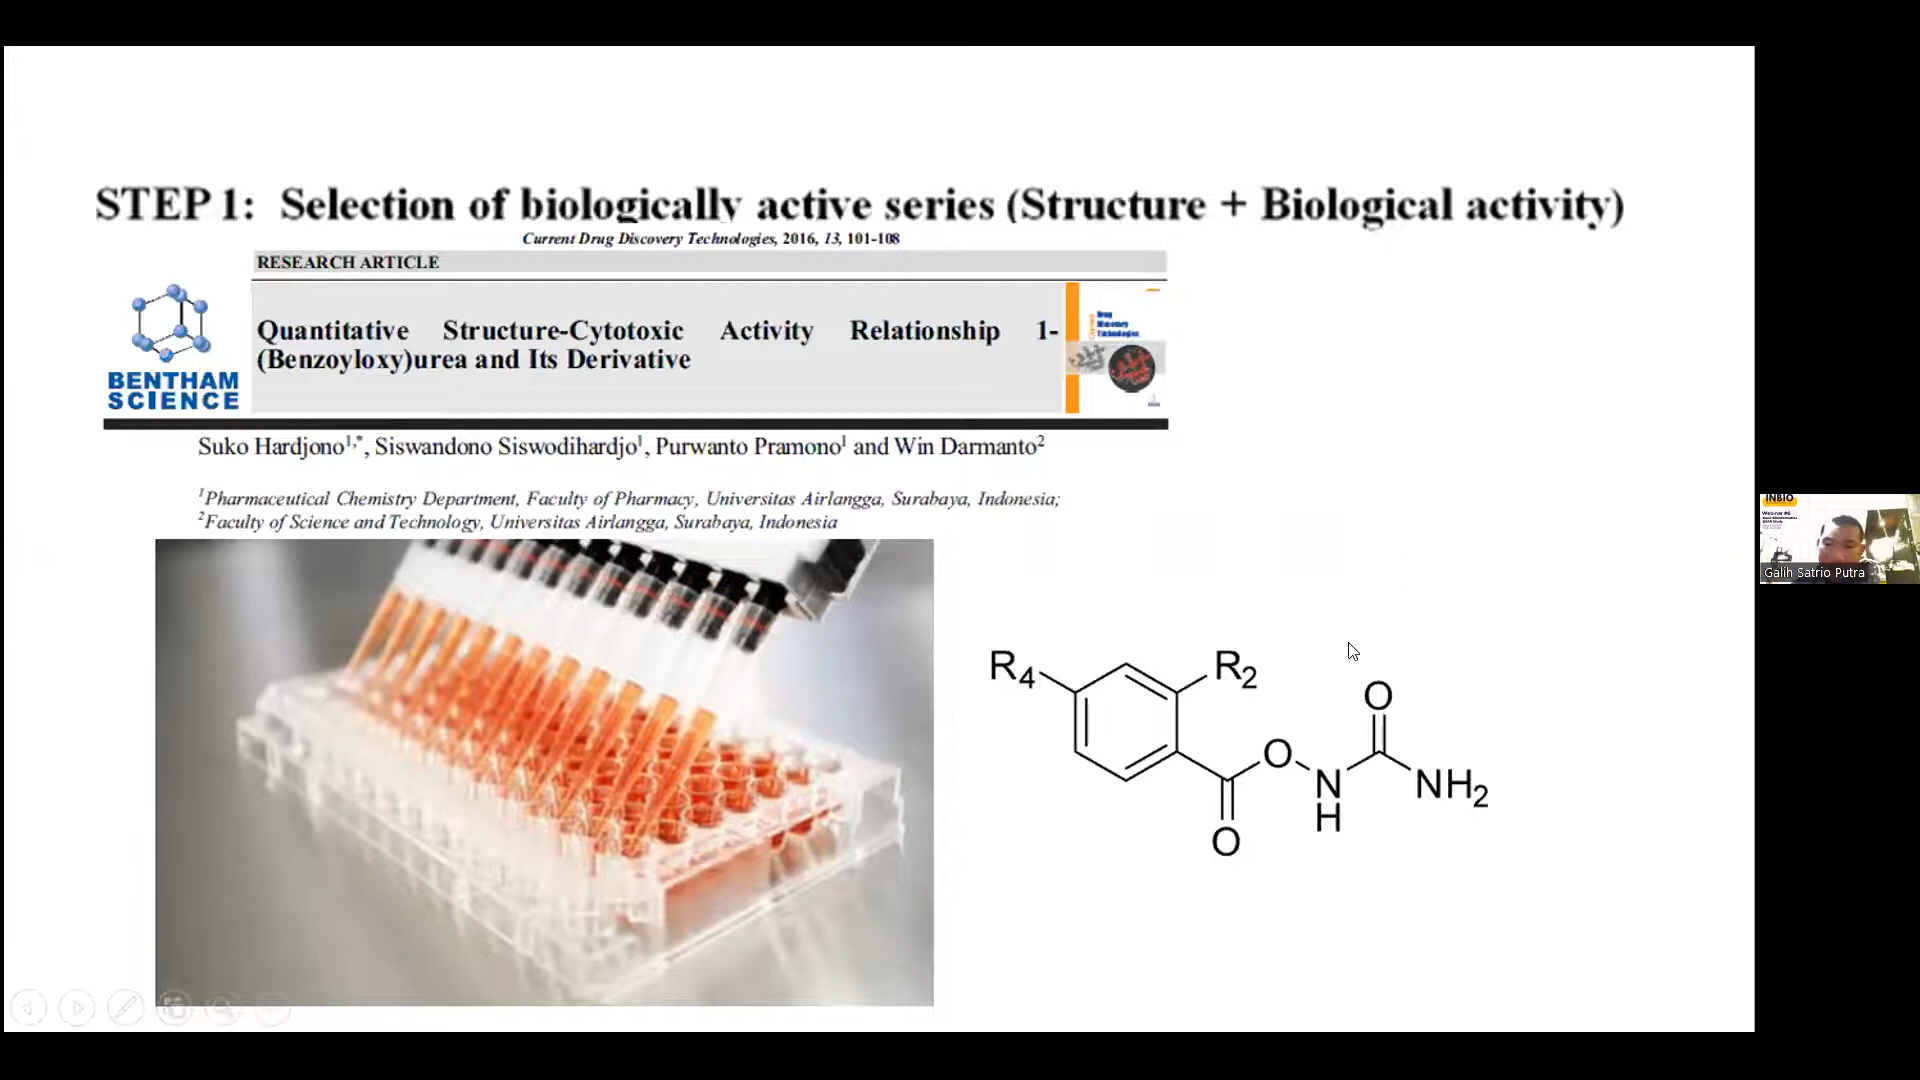 STEP 1: Selection of biologically active series (Structure + Biological activity)
Current Drug Discovery Technologies, 2016, 13, 101-108
RESEARCH ARTICLE
Quantitative Structure-Cytotoxic Activity Relationship 1-
(Benzoyloxy)urea and Its Derivative
BENTHAM
SCIENCE
Suko Hardjono1,*, Siswandono Siswodihardjo1, Purwanto Pramono1 and Win Darmanto2
1Pharmaceutical Chemistry Department, Faculty of Pharmacy, Universitas Airlangga, Surabaya, Indonesia;
2Faculty of Science and Technology, Universitas Airlangga, Surabaya, Indonesia
R4
R2
O
O
N
H
NH2
O
INBIO
Webinar #6
Galih Satrio Putra